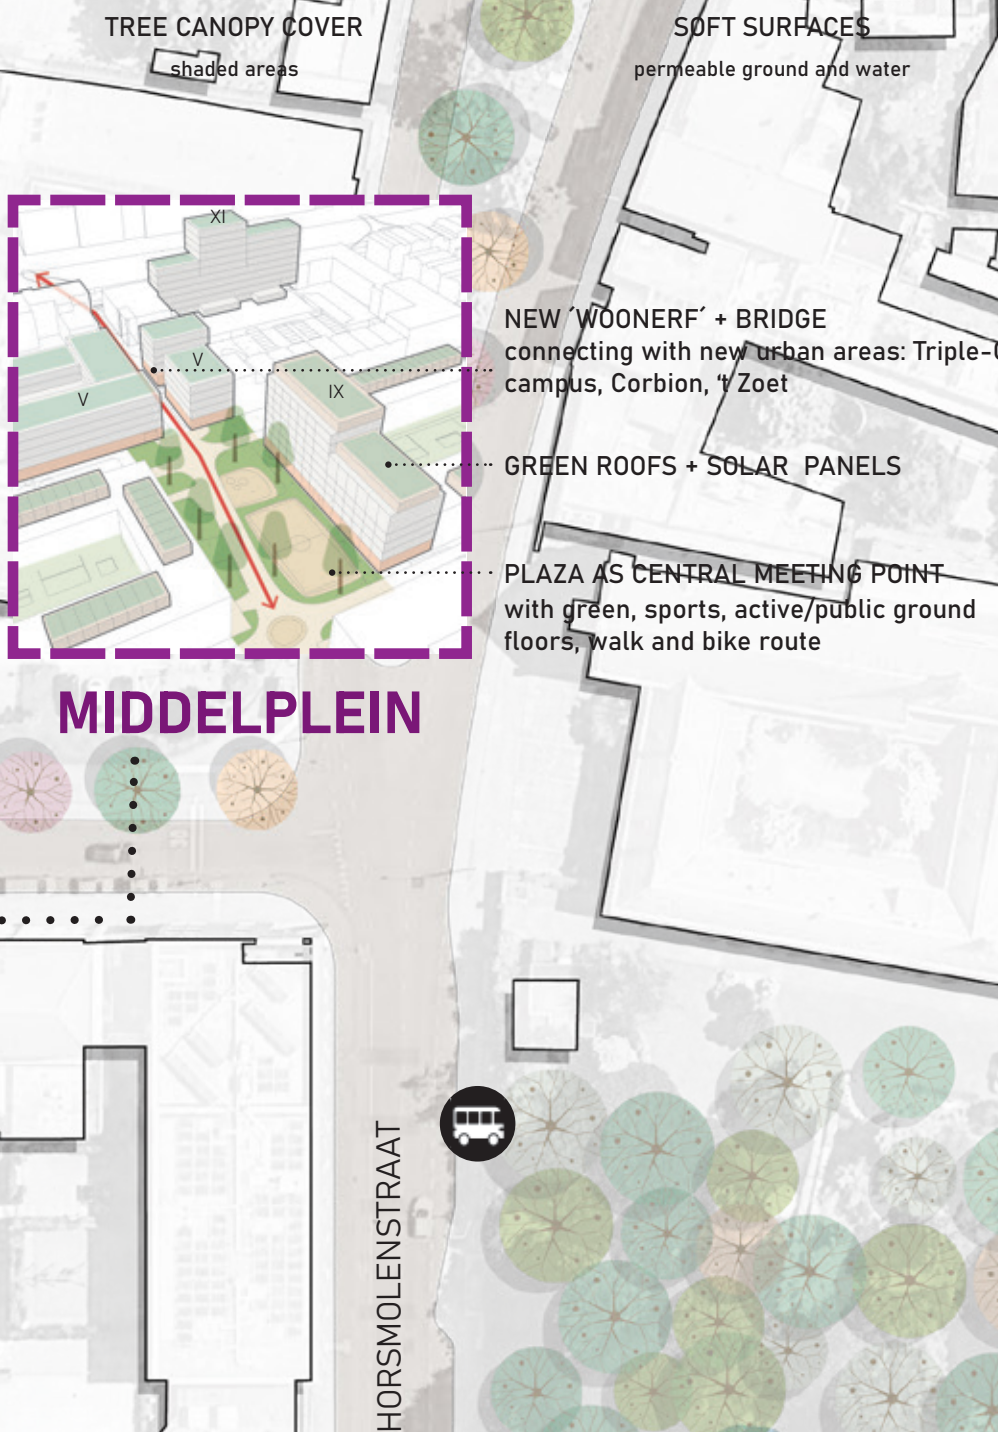 TREE CANOPY COVER
shaded areas
SOFT SURFACES
permeable ground and water
XI
V
V
IX
NEW ´WOONERF´ + BRIDGE
connecting with new urban areas: Triple-
campus, Corbion, ‘t Zoet
GREEN ROOFS + SOLAR PANELS
PLAZA AS CENTRAL MEETING POINT
with green, sports, active/public ground
floors, walk and bike route
MIDDELPLEIN
HORSMOLENSTRAAT